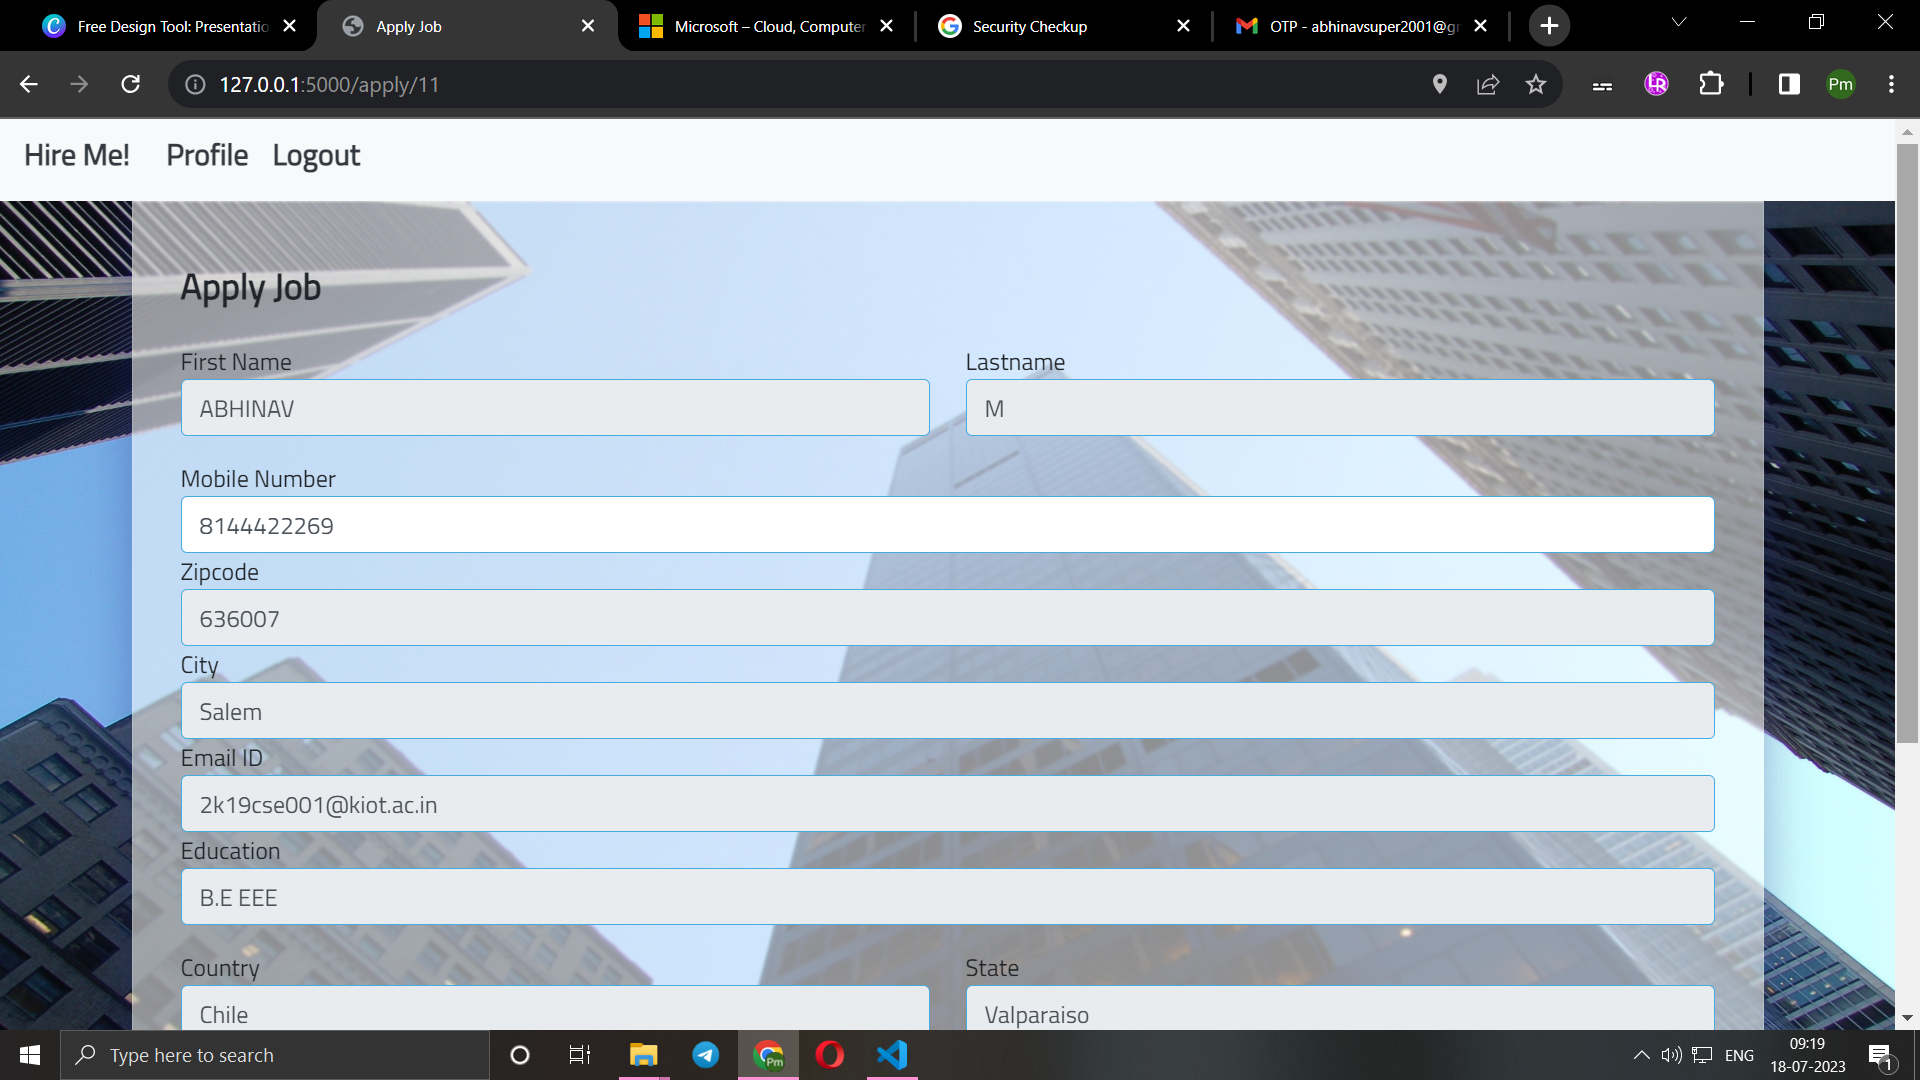 Free Design Tool: Presentatio
Apply Job
Microsoft – Cloud, Computer
Security Checkup
OTP - abhinavsuper2001@gr
127.0.0.1:5000/apply/11
Pm
Hire Me! Profile Logout
Apply Job
First Name
Lastname
ABHINAV
M
Mobile Number
8144422269
Zipcode
636007
City
Salem
Email ID
2k19cse001@kiot.ac.in
Education
B.E EEE
Country
State
Chile
Valparaiso
Type here to search
Pm
ENG
09:19
18-07-2023
1